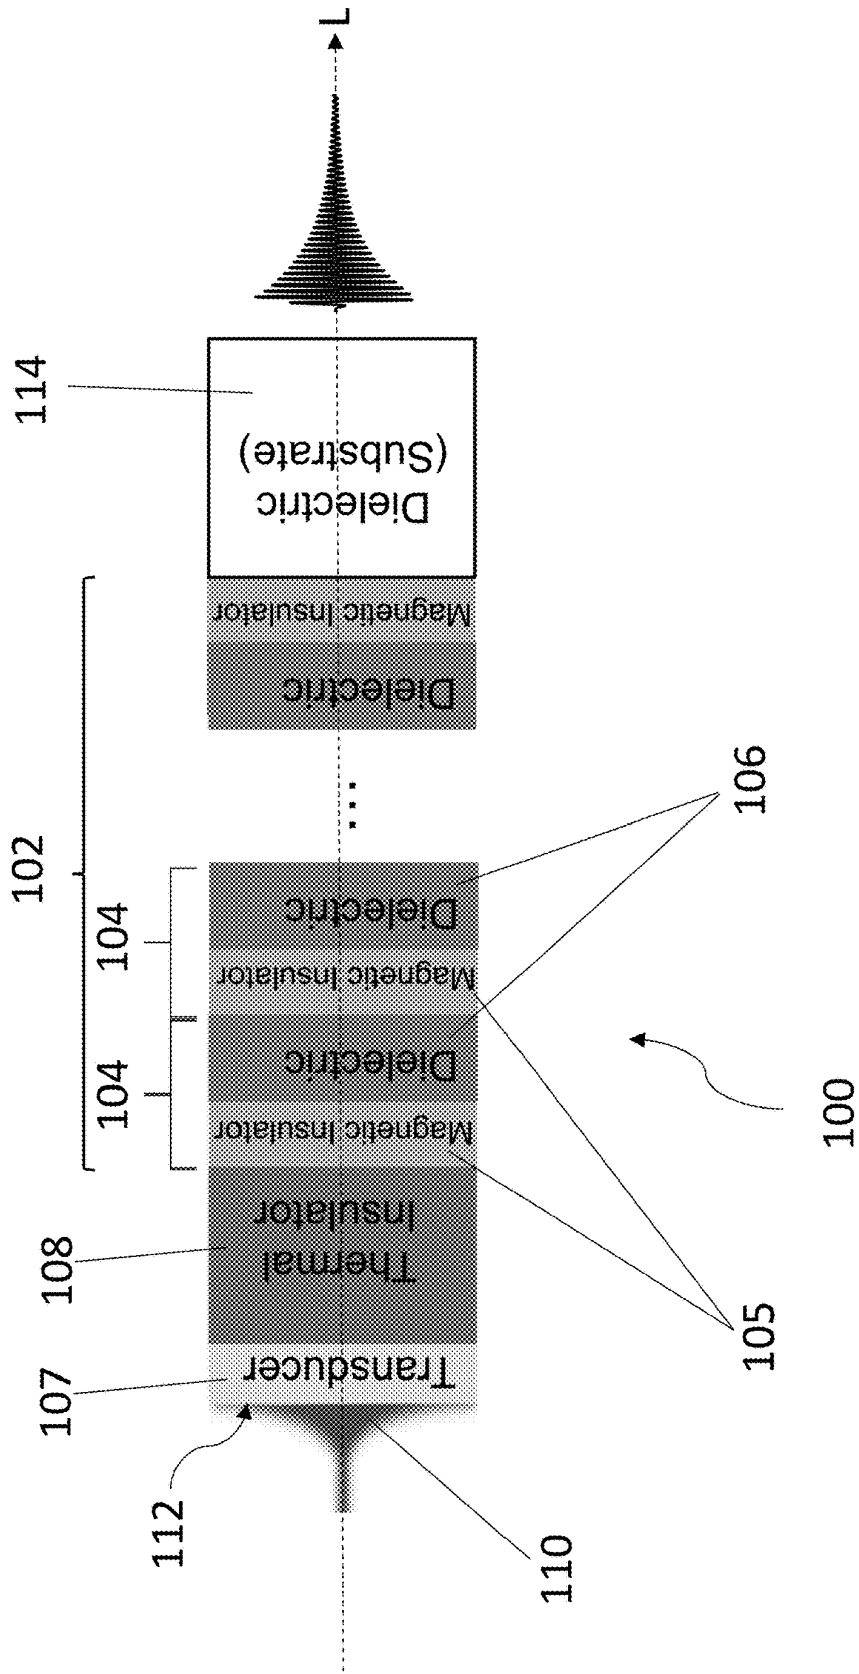 L
114
Dielectric
(Substrate)
Magnetic Insulator
Dielectric
102
...
106
104
Dielectric
Magnetic Insulator
104
Dielectric
Magnetic Insulator
100
108
Thermal
Insulator
105
107
Transducer
112
110